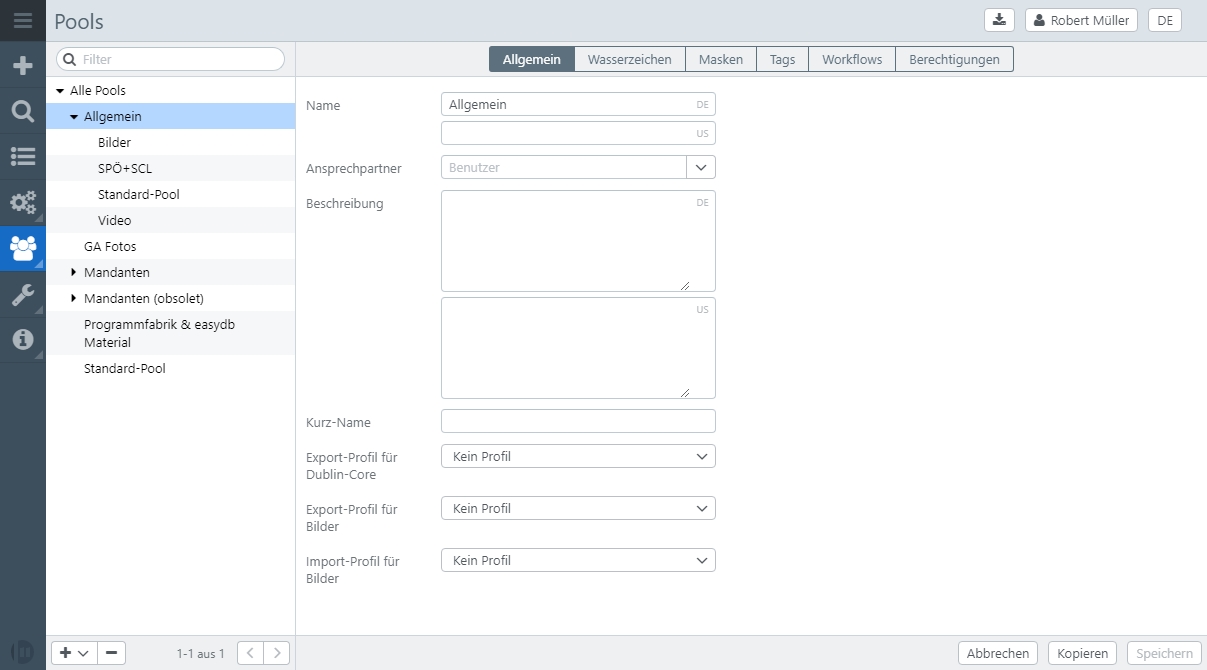 Pools
Robert Müller
DE
Filter
Allgemein
Wasserzeichen
Masken
Tags
Workflows
Berechtigungen
Alle Pools
Allgemein
Bilder
SPÖ+SCL
Standard-Pool
Video
GA Fotos
Mandanten
Mandanten (obsolet)
Programmfabrik & easydb
Material
Standard-Pool
Name
Allgemein
DE
US
Ansprechpartner
Benutzer
Beschreibung
DE
US
Kurz-Name
Export-Profil für
Dublin-Core
Kein Profil
Export-Profil für
Bilder
Kein Profil
Import-Profil für
Bilder
Kein Profil
1-1 aus 1
Abbrechen
Kopieren
Speichern